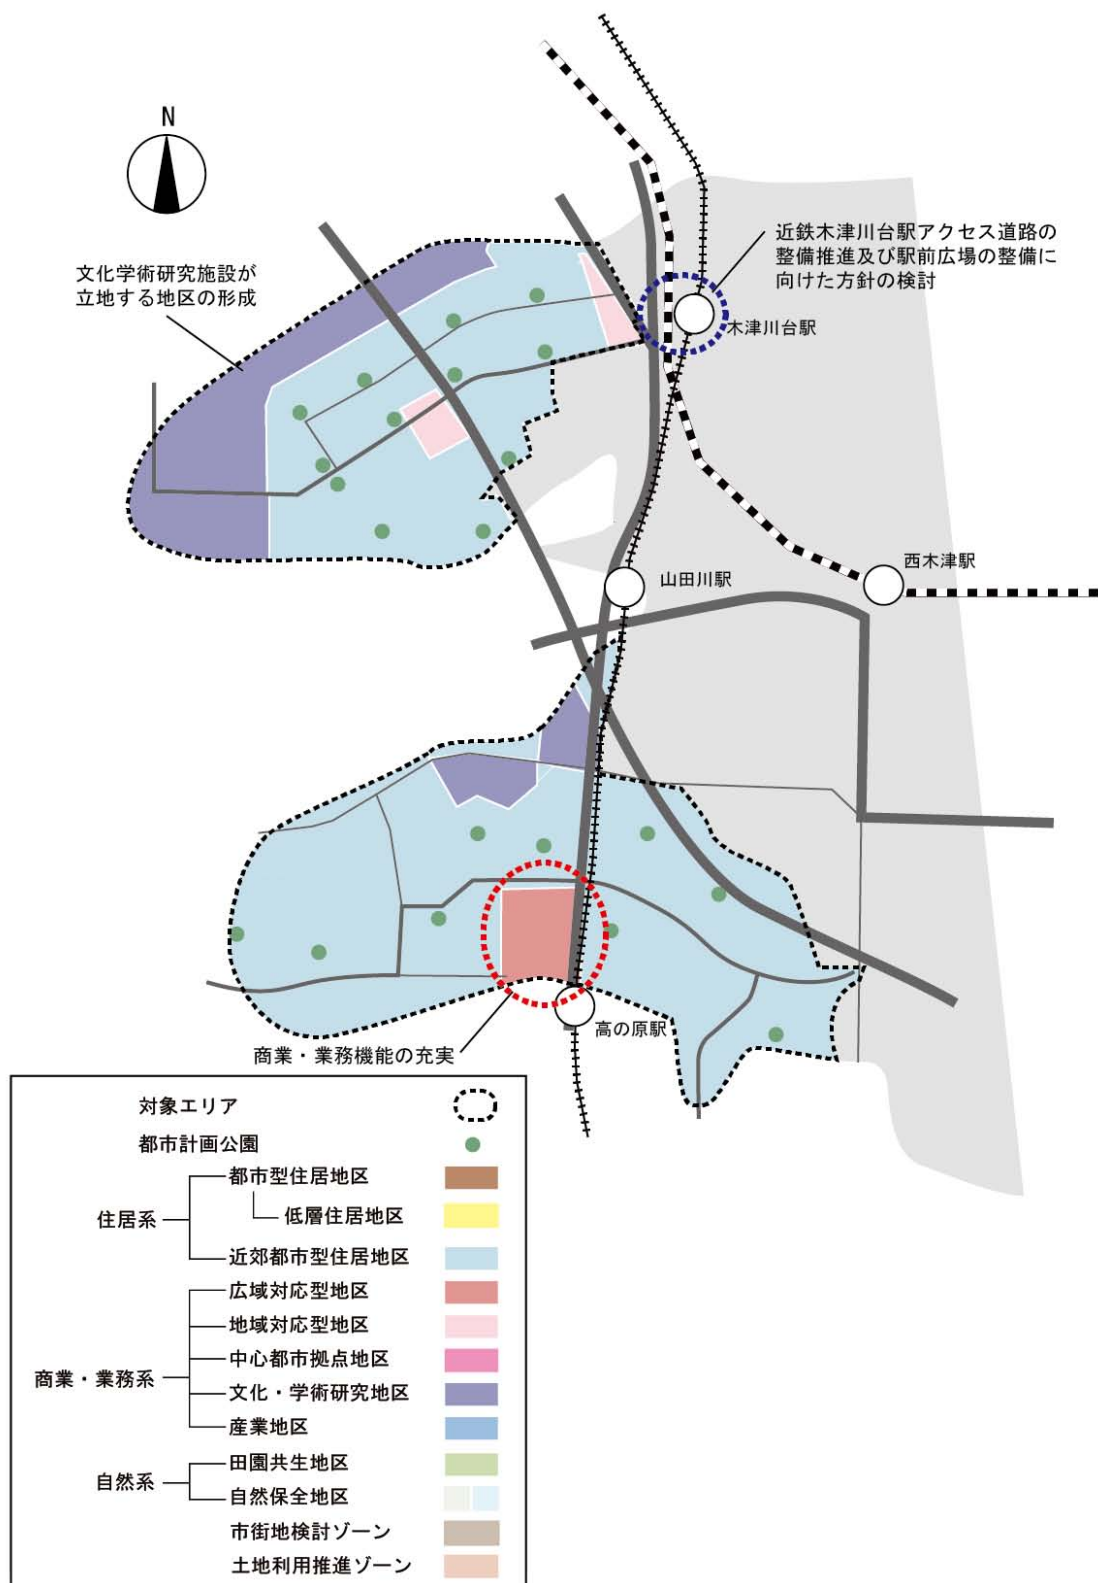 N
近鉄木津川台駅アクセス道路の
整備推進及び駅前広場の整備に
向けた方針の検討
文化学術研究施設が
立地する地区の形成
木津川台駅
西木津駅
山田川駅
高の原駅
商業・業務機能の充実
対象エリア
都市計画公園
住居系
都市型住居地区
低層住居地区
近郊都市型住居地区
商業・業務系
広域対応型地区
地域対応型地区
中心都市拠点地区
文化・学術研究地区
産業地区
自然系
田園共生地区
自然保全地区
市街地検討ゾーン
土地利用推進ゾーン